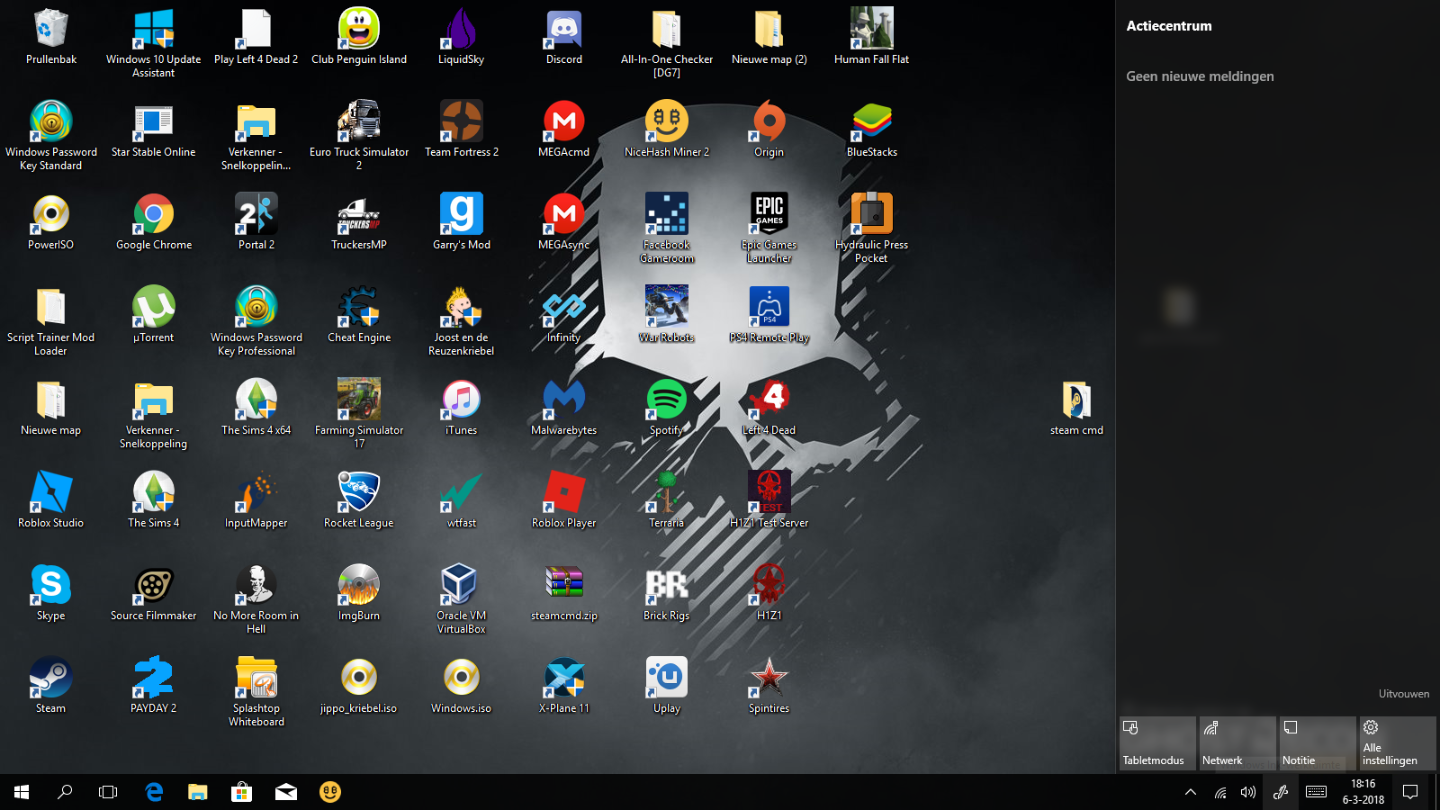 Prullenbak
Windows 10 Update
Assistant
Play Left 4 Dead 2
Club Penguin Island
LiquidSky
Discord
All-In-One Checker
[DG7]
Nieuwe map (2)
Human Fall Flat
Windows Password
Key Standard
Star Stable Online
Verkenner -
Snelkoppelin...
Euro Truck Simulator
2
Team Fortress 2
MEGAcmd
NiceHash Miner 2
Origin
BlueStacks
PowerISO
Google Chrome
2
Portal 2
TRUCKERSMP
TruckersMP
g
Garry's Mod
M
MEGAsync
Facebook
Gameroom
EPIC
GAMES
Epic Games
Launcher
Hydraulic Press
Pocket
Script Trainer Mod
Loader
µTorrent
Windows Password
Key Professional
Cheat Engine
Joost en de
Reuzenkriebel
Infinity
War Robots
PS4
PS4 Remote Play
Nieuwe map
Verkenner -
Snelkoppeling
The Sims 4 x64
Farming Simulator
17
iTunes
Malwarebytes
Spotify
4
Left 4 Dead
steam cmd
Roblox Studio
The Sims 4
InputMapper
Rocket League
wtfast
Roblox Player
Terraria
TEST
H1Z1 Test Server
Skype
Source Filmmaker
No More Room in
Hell
ImgBurn
Oracle VM
VirtualBox
steamcmd.zip
BR
Brick Rigs
H1Z1
Steam
PAYDAY 2
Splashtop
Whiteboard
jippo_kriebel.iso
Windows.iso
X-Plane 11
Uplay
Spintires
Actiecentrum
Geen nieuwe meldingen
Uitvouwen
Tabletmodus
Netwerk
Notitie
Alle
instellingen
18:16
6-3-2018